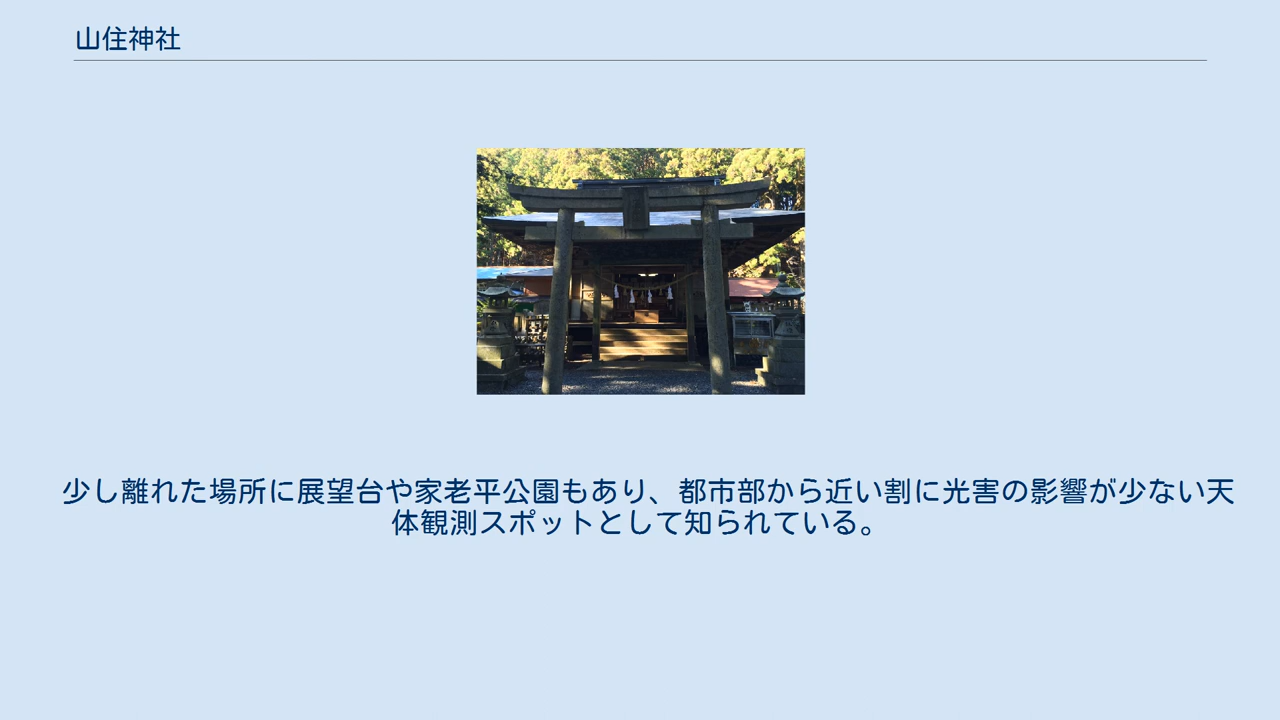 山住神社
少し離れた場所に展望台や家老平公園もあり、都市部から近い割に光害の影響が少ない天
体観測スポットとして知られている。